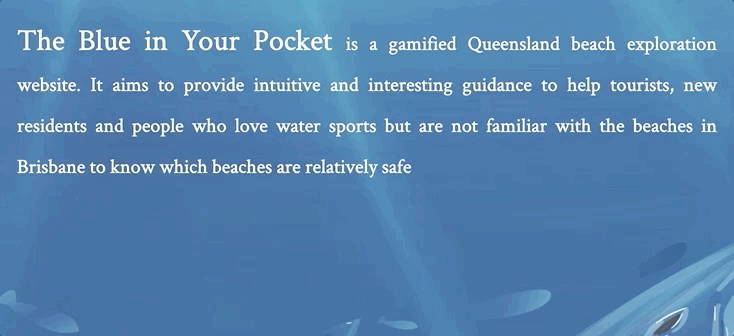 The Blue in Your Pocket is a gamified Queensland beach exploration
website. It aims to provide intuitive and interesting guidance to help tourists, new
residents and people who love water sports but are not familiar with the beaches in
Brisbane to know which beaches are relatively safe